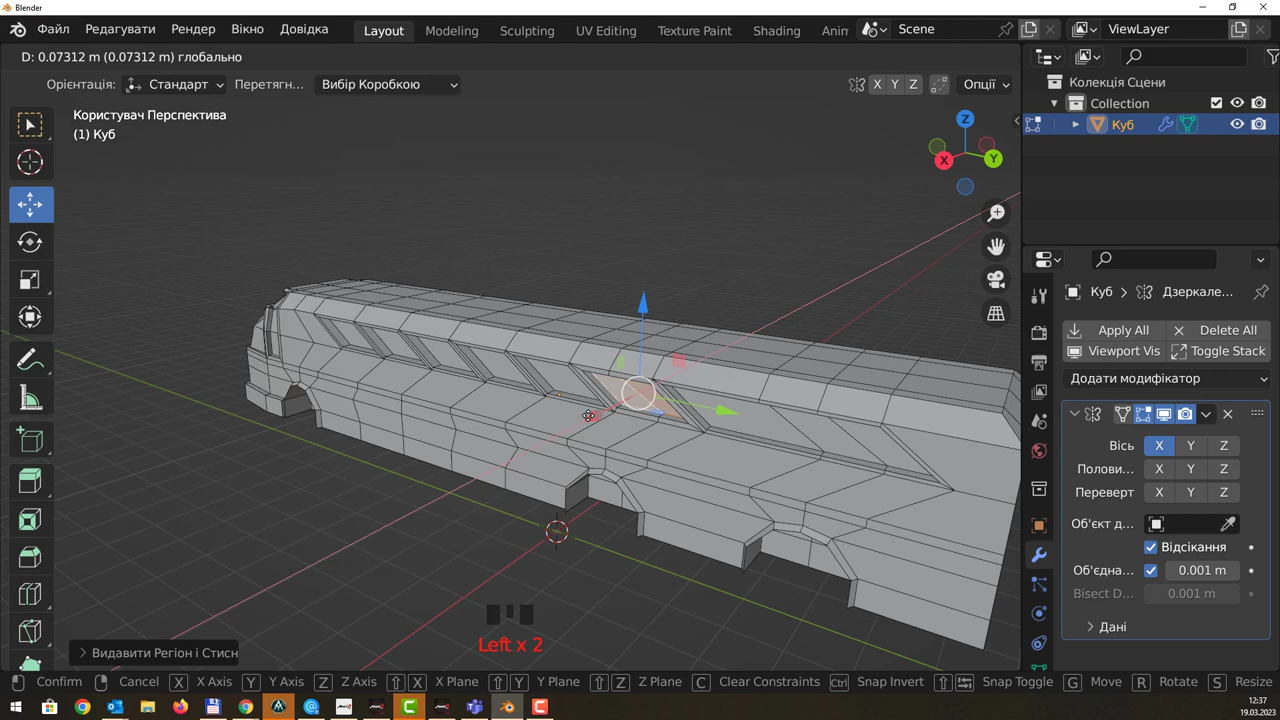 Blender
Файл Редагувати Рендер Вікно Довідка Layout Modeling Sculpting UV Editing Texture Paint Shading Anin Scene ViewLayer
D: 0.07312 m (0.07312 m) глобально
Орієнтація: Стандарт Перетягн... Вибір Коробкою X Y Z Опції
Колекція Сцени
Collection
Куб
Користувач Перспектива
(1) Куб
Z
X
Y
Куб Дзеркале...
Apply All Delete All
Viewport Vis Toggle Stack
Додати модифікатор
Вісь X Y Z
Полови... X Y Z
Переверт X Y Z
Об'єкт д...
Відсікання
Об'єдна... 0.001 m
Bisect D... 0.001 m
Дані
Left x 2
Видавити Регіон і Стисн
Confirm Cancel X X Axis Y Y Axis Z Z Axis X X Plane Y Y Plane Z Z Plane C Clear Constraints Ctrl Snap Invert Snap Toggle G Move R Rotate S Resize
12:37
19.03.2023